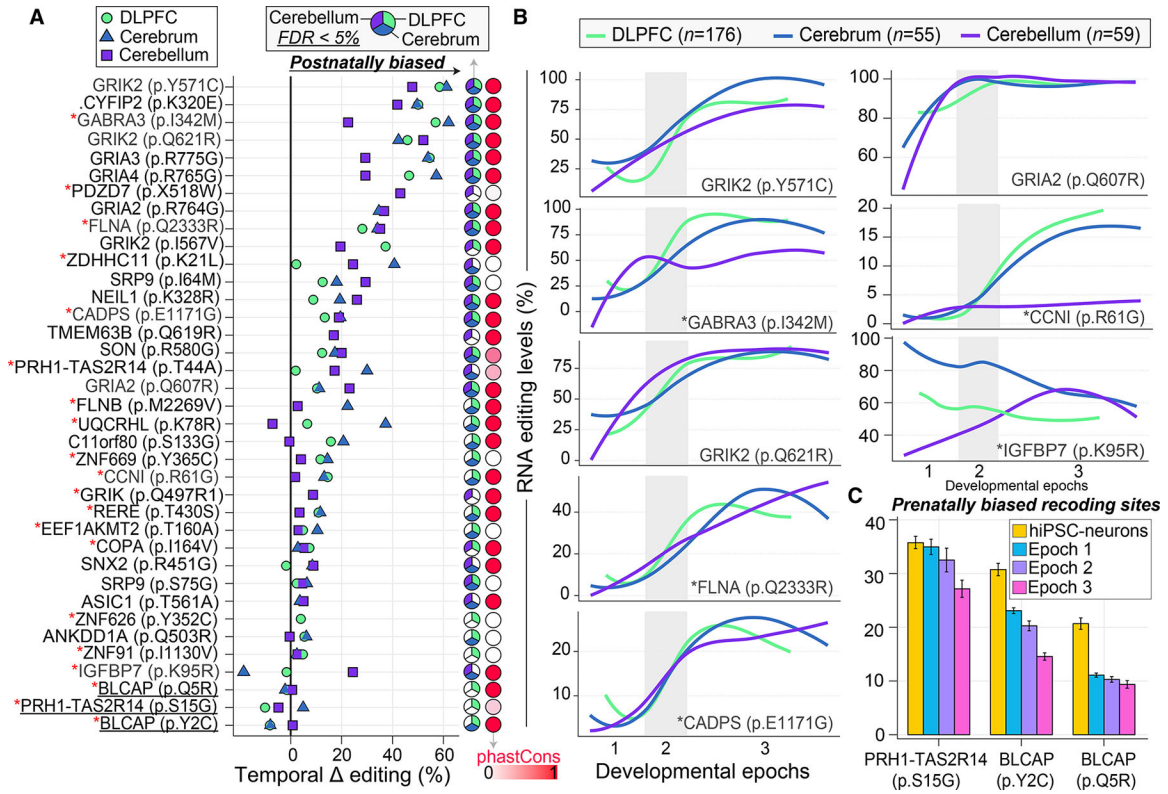 A
DLPFC
Cerebrum
Cerebellum
Cerebellum
FDR < 5%
DLPFC
Cerebrum
Postnatally biased
GRIK2 (p.Y571C)
.CYFIP2 (p.K320E)
*GABRA3 (p.I342M)
GRIK2 (p.Q621R)
GRIA3 (p.R775G)
GRIA4 (p.R765G)
*PDZD7 (p.X518W)
GRIA2 (p.R764G)
*FLNA (p.Q2333R)
GRIK2 (p.I567V)
*ZDHHC11 (p.K21L)
SRP9 (p.I64M)
NEIL1 (p.K328R)
*CADPS (p.E1171G)
TMEM63B (p.Q619R)
SON (p.R580G)
*PRH1-TAS2R14 (p.T44A)
GRIA2 (p.Q607R)
*FLNB (p.M2269V)
*UQCRHL (p.K78R)
C11orf80 (p.S133G)
*ZNF669 (p.Y365C)
*CCNI (p.R61G)
*GRIK (p.Q497R1)
*RERE (p.T430S)
*EEF1AKMT2 (p.T160A)
*COPA (p.I164V)
SNX2 (p.R451G)
SRP9 (p.S75G)
ASIC1 (p.T561A)
*ZNF626 (p.Y352C)
ANKDD1A (p.Q503R)
*ZNF91 (p.I1130V)
*IGFBP7 (p.K95R)
*BLCAP (p.Q5R)
*PRH1-TAS2R14 (p.S15G)
*BLCAP (p.Y2C)
0 20 40 60
Temporal Δ editing (%)
phastCons
0 1
B
DLPFC (n=176)
Cerebrum (n=55)
Cerebellum (n=59)
RNA editing levels (%)
100
75
50
25
0
GRIK2 (p.Y571C)
100
75
50
25
0
*GABRA3 (p.I342M)
75
50
25
0
GRIK2 (p.Q621R)
40
20
0
*FLNA (p.Q2333R)
20
10
*CADPS (p.E1171G)
1 2 3
Developmental epochs
100
80
60
GRIA2 (p.Q607R)
20
15
10
5
0
*CCNI (p.R61G)
80
60
40
*IGFBP7 (p.K95R)
1 2 3
Developmental epochs
C
Prenatally biased recoding sites
40
30
20
10
0
hiPSC-neurons
Epoch 1
Epoch 2
Epoch 3
PRH1-TAS2R14
(p.S15G)
BLCAP
(p.Y2C)
BLCAP
(p.Q5R)